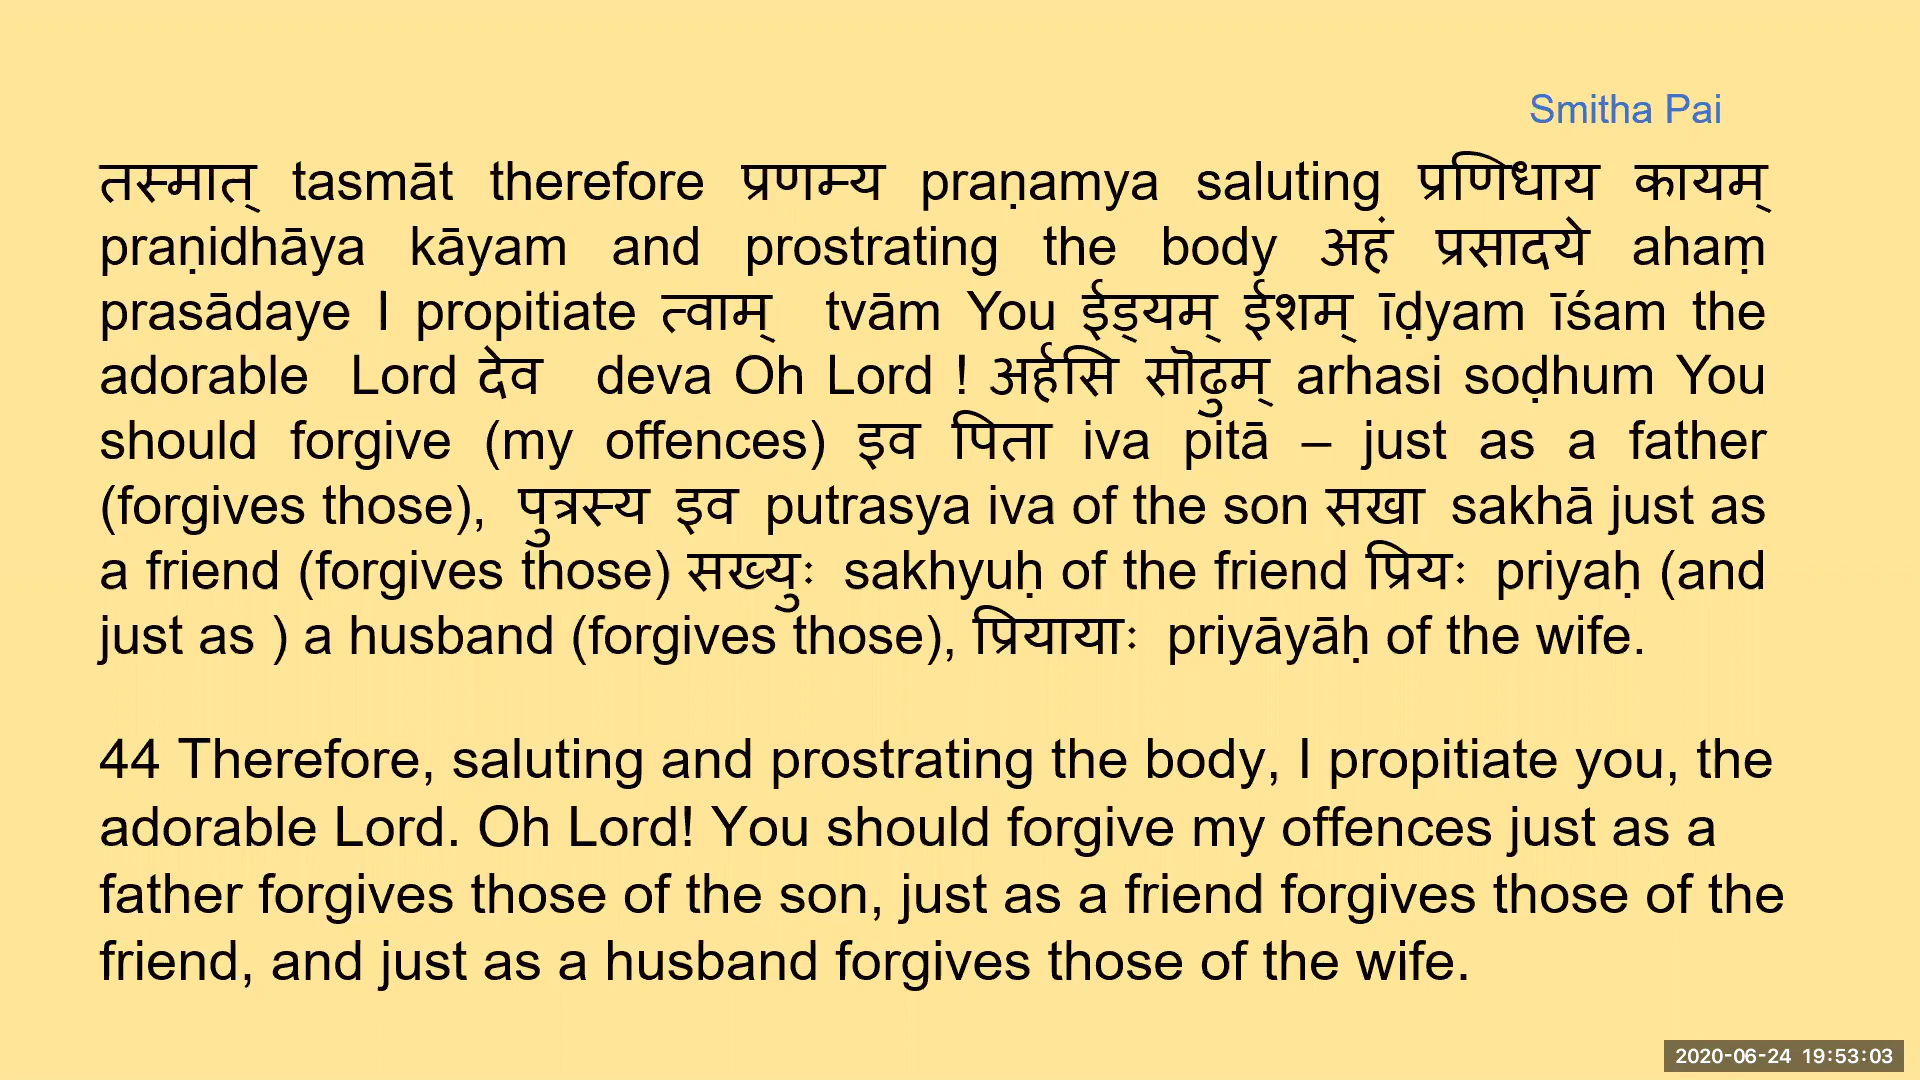 Smitha Pai
तस्मात् tasmāt therefore प्रणम्य praṇamya saluting प्रणिधाय कायम्
praṇidhāya kāyam and prostrating the body अहं प्रसादये ahaṃ
prasādaye I propitiate त्वाम् tvām You ईड्यम् ईशम् īḍyam īśam the
adorable Lord देव deva Oh Lord ! अर्हसि सॊढुम् arhasi soḍhum You
should forgive (my offences) इव पिता iva pitā – just as a father
(forgives those), पुत्रस्य इव putrasya iva of the son सखा sakhā just as
a friend (forgives those) सख्युः sakhyuḥ of the friend प्रियः priyaḥ (and
just as ) a husband (forgives those), प्रियायाः priyāyāḥ of the wife.
44 Therefore, saluting and prostrating the body, I propitiate you, the
adorable Lord. Oh Lord! You should forgive my offences just as a
father forgives those of the son, just as a friend forgives those of the
friend, and just as a husband forgives those of the wife.
2020-06-24 19:53:03